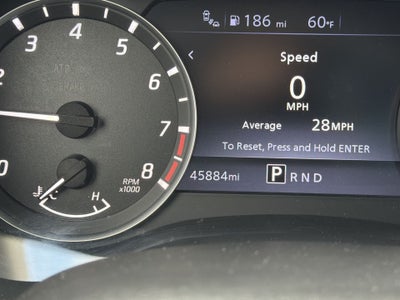 186 mi 60°F
Speed
0
MPH
Average 28MPH
To Reset, Press and Hold ENTER
45884mi P R N D
4 5 6 7 8
0
RPM
x1000
H